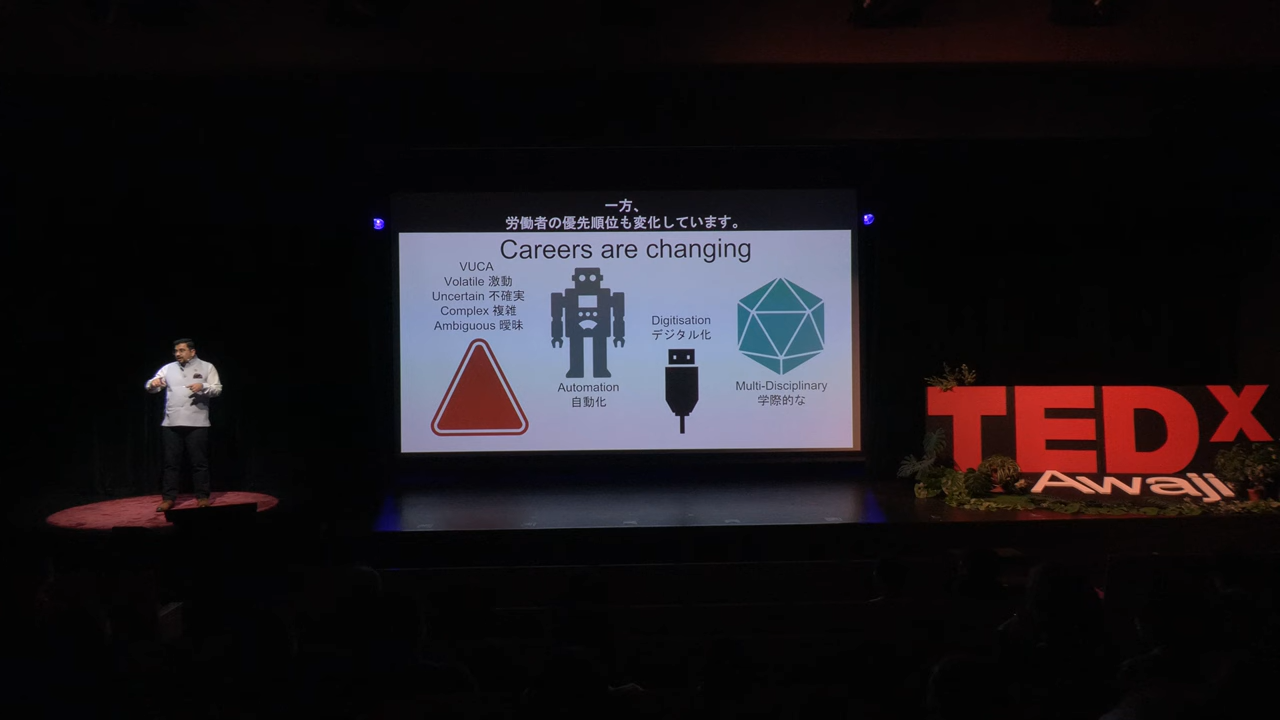 一方、
労働者の優先順位も変化しています。
Careers are changing
VUCA
Volatile 激動
Uncertain 不確実
Complex 複雑
Ambiguous 曖昧
Automation
自動化
Digitisation
デジタル化
Multi-Disciplinary
学際的な
TEDx
Awaji